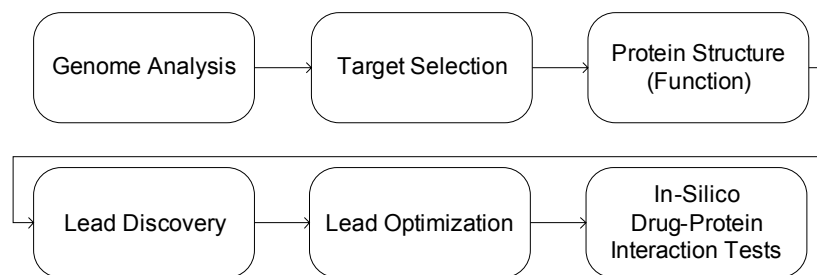 Genome Analysis
Target Selection
Protein Structure
(Function)
Lead Discovery
Lead Optimization
In-Silico
Drug-Protein
Interaction Tests